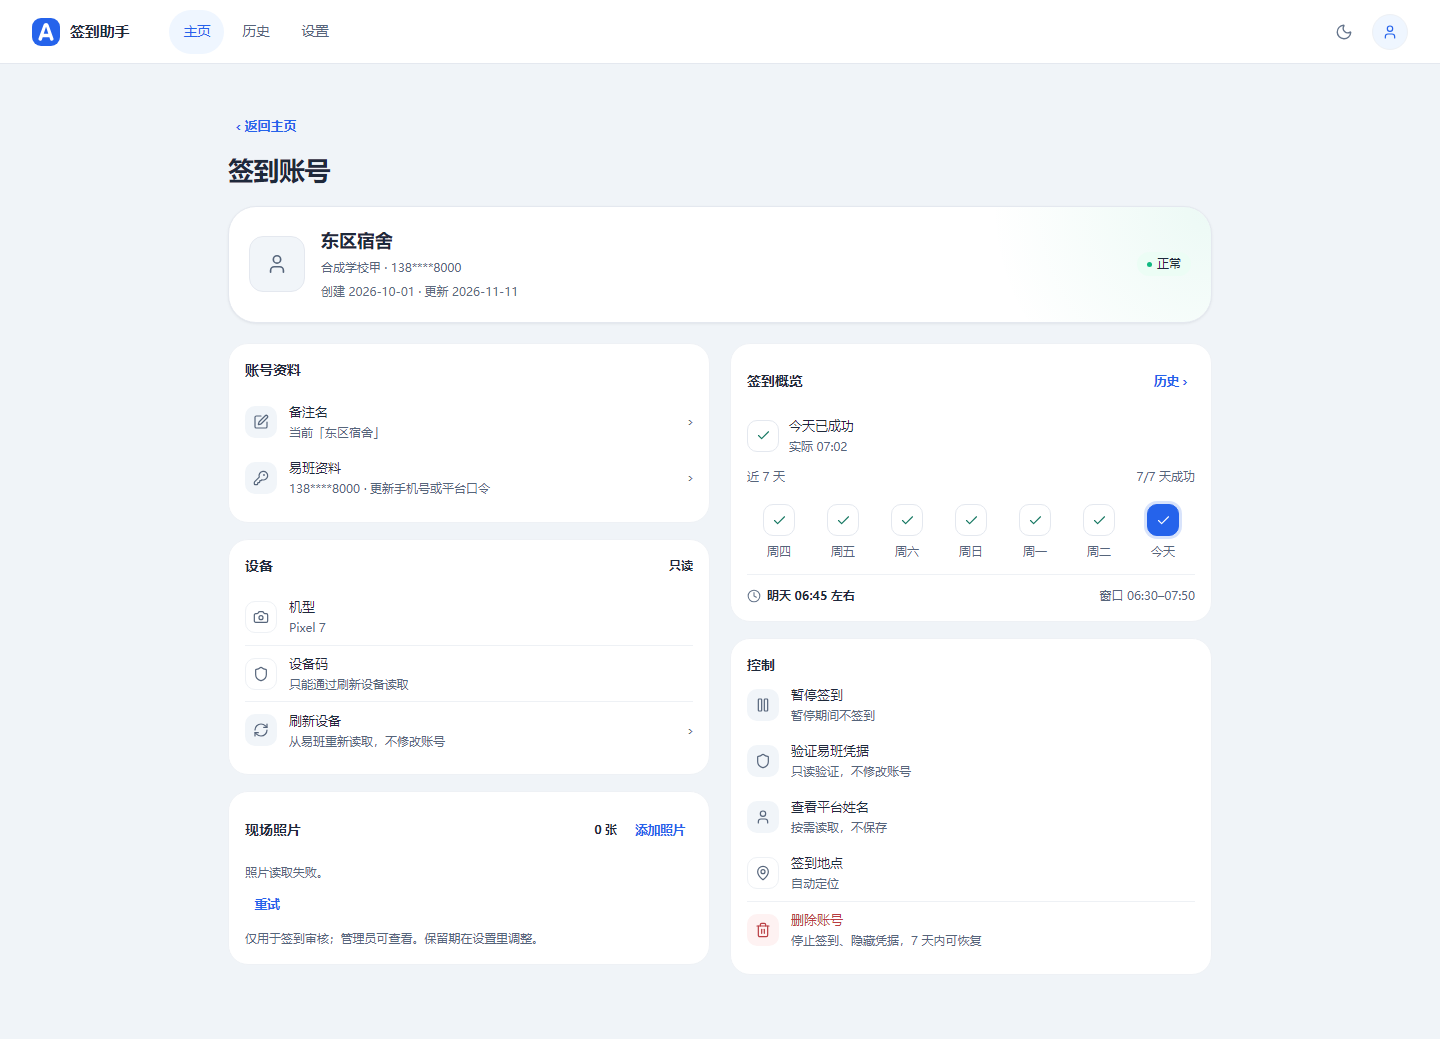 签到助手
主页
历史
设置
‹ 返回主页
签到账号
东区宿舍
合成学校甲 · 138****8000
创建 2026-10-01 · 更新 2026-11-11
正常
账号资料
备注名
当前「东区宿舍」
易班资料
138****8000 · 更新手机号或平台口令
设备
只读
机型
Pixel 7
设备码
只能通过刷新设备读取
刷新设备
从易班重新读取，不修改账号
现场照片
0 张
添加照片
照片读取失败。
重试
仅用于签到审核；管理员可查看。保留期在设置里调整。
签到概览
历史 ›
今天已成功
实际 07:02
近 7 天
7/7 天成功
周四
周五
周六
周日
周一
周二
今天
明天 06:45 左右
窗口 06:30–07:50
控制
暂停签到
暂停期间不签到
验证易班凭据
只读验证，不修改账号
查看平台姓名
按需读取，不保存
签到地点
自动定位
删除账号
停止签到、隐藏凭据，7 天内可恢复